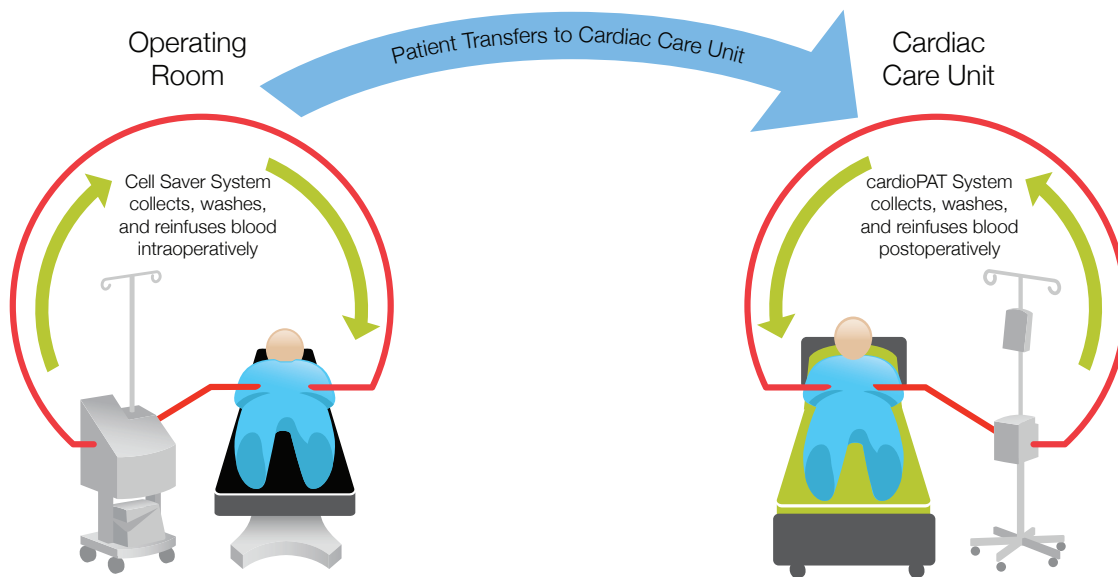 Operating
Room
Patient Transfers to Cardiac Care Unit
Cardiac
Care Unit
Cell Saver System
collects, washes,
and reinfuses blood
intraoperatively
cardioPAT System
collects, washes,
and reinfuses blood
postoperatively